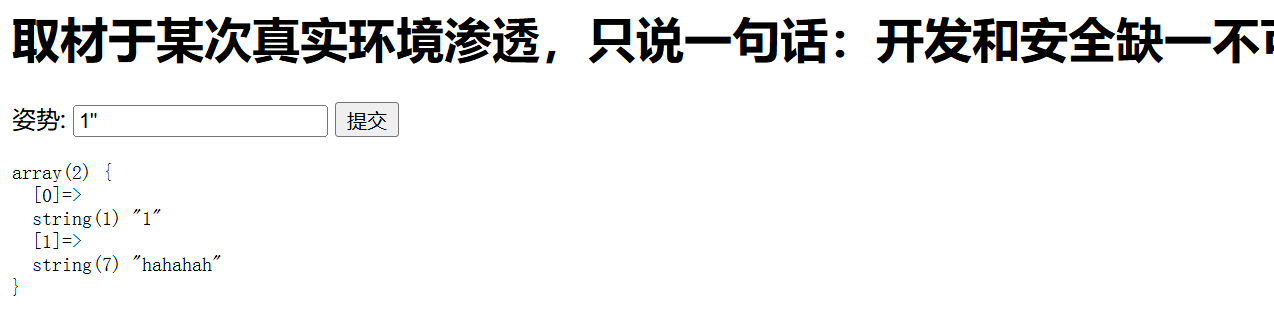 取材于某次真实环境渗透，只说一句话：开发和安全缺一不
姿势: 1" 提交
array(2) {
[0]=>
string(1) "1"
[1]=>
string(7) "hahahah"
}